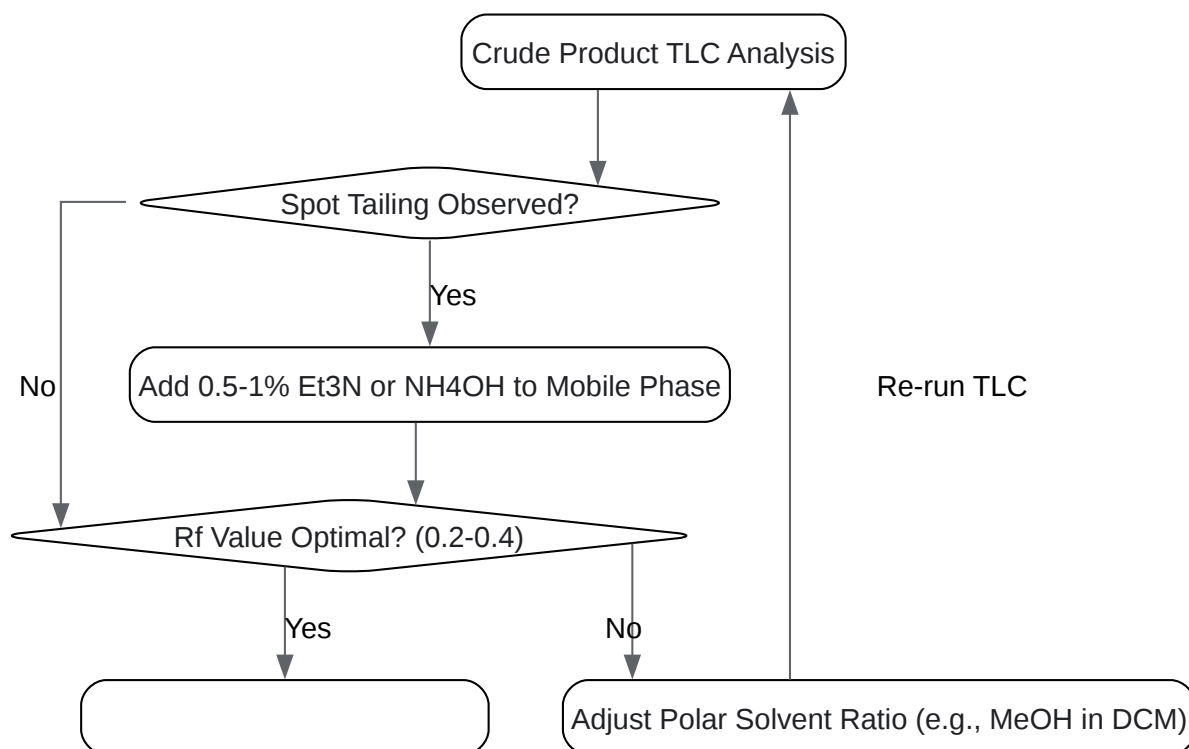 Crude Product TLC Analysis
Spot Tailing Observed?
Yes
Add 0.5-1% Et3N or NH4OH to Mobile Phase
No
Re-run TLC
Rf Value Optimal? (0.2-0.4)
Yes
No
Adjust Polar Solvent Ratio (e.g., MeOH in DCM)